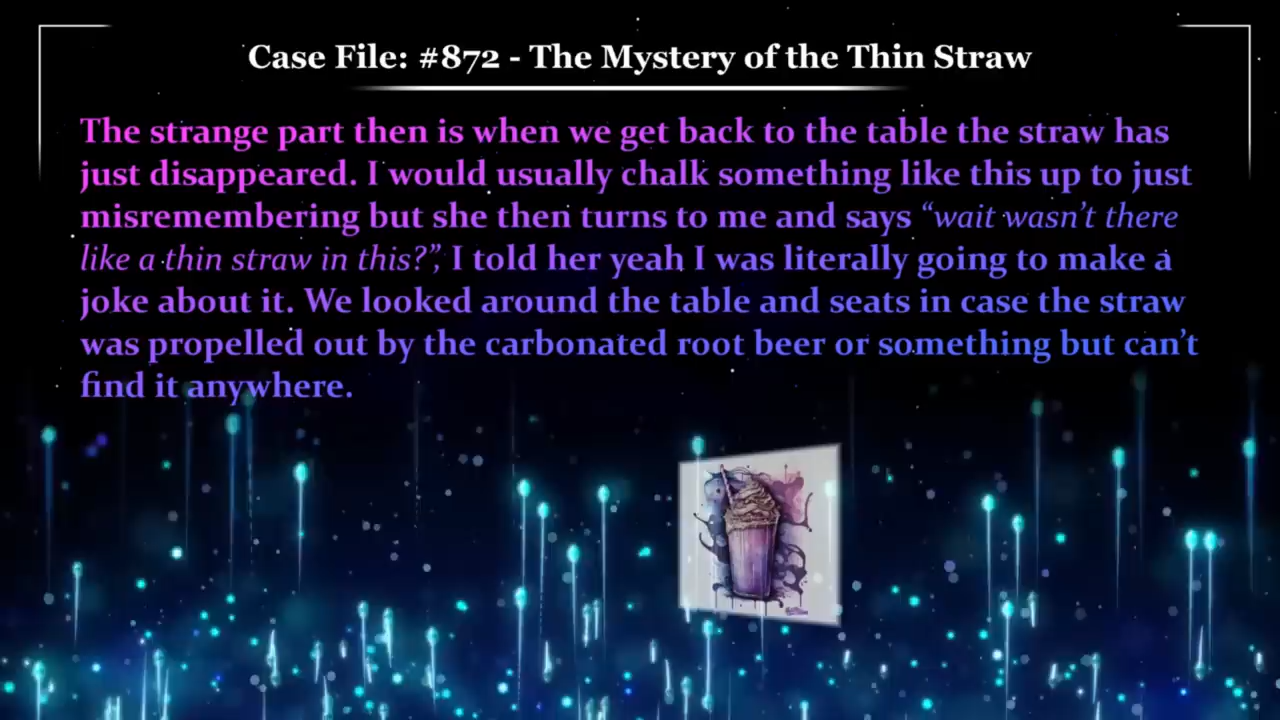 Case File: #872 - The Mystery of the Thin Straw
The strange part then is when we get back to the table the straw has
just disappeared. I would usually chalk something like this up to just
misremembering but she then turns to me and says “wait wasn’t there
like a thin straw in this?”, I told her yeah I was literally going to make a
joke about it. We looked around the table and seats in case the straw
was propelled out by the carbonated root beer or something but can’t
find it anywhere.